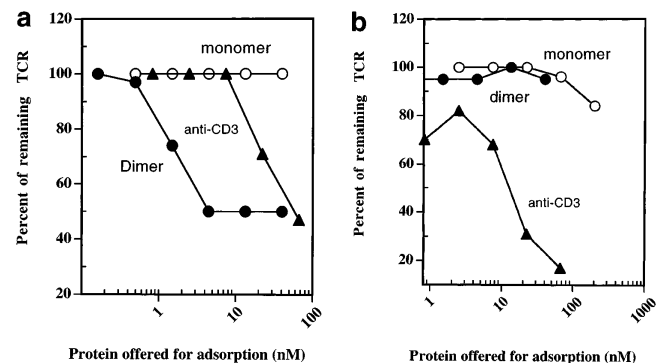 a
Percent of remaining TCR
120
100
80
60
40
20
monomer
anti-CD3
Dimer
1
10
100
Protein offered for adsorption (nM)
b
Percent of remaining TCR
120
100
80
60
40
20
monomer
dimer
anti-CD3
1
10
100
1000
Protein offered for adsorption (nM)